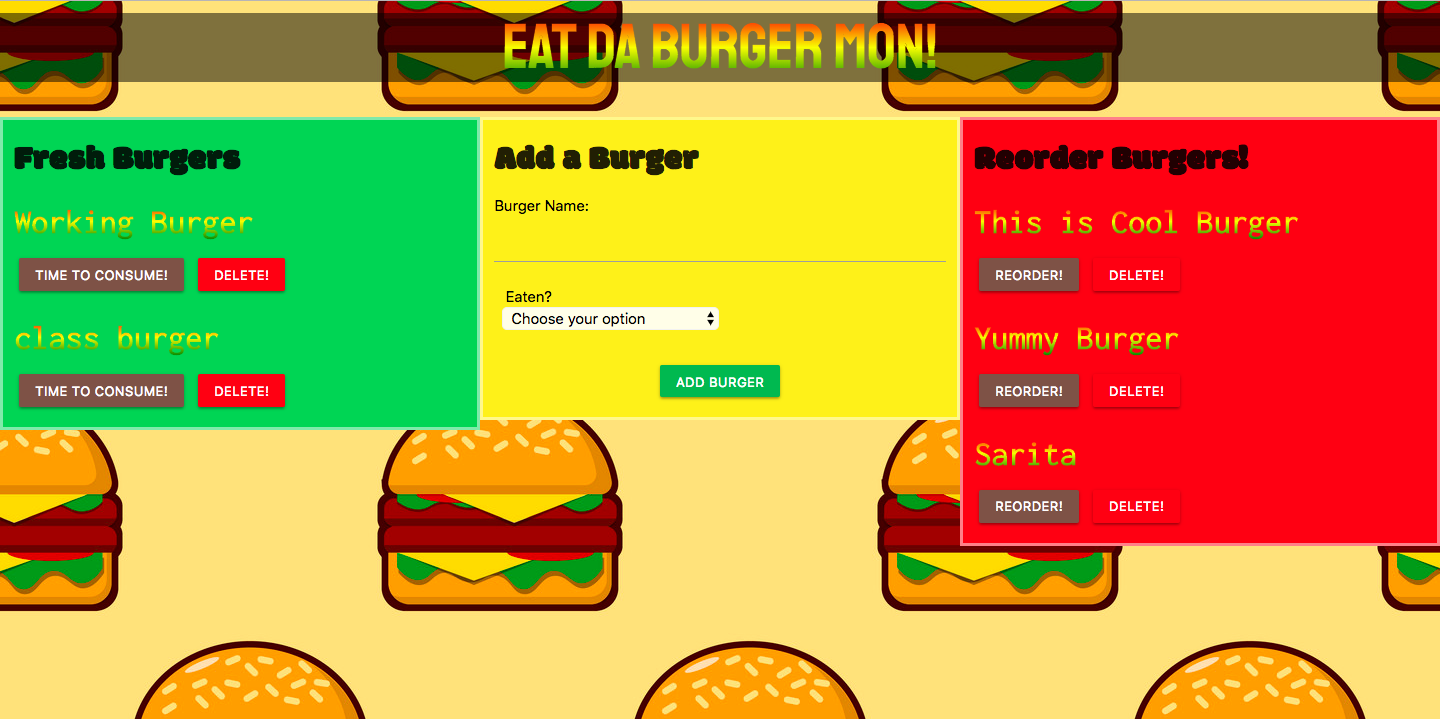 EAT DA BURGER MON!
Fresh Burgers
Working Burger
TIME TO CONSUME! DELETE!
class burger
TIME TO CONSUME! DELETE!
Add a Burger
Burger Name:
Eaten?
Choose your option
ADD BURGER
Reorder Burgers!
This is Cool Burger
REORDER! DELETE!
Yummy Burger
REORDER! DELETE!
Sarita
REORDER! DELETE!